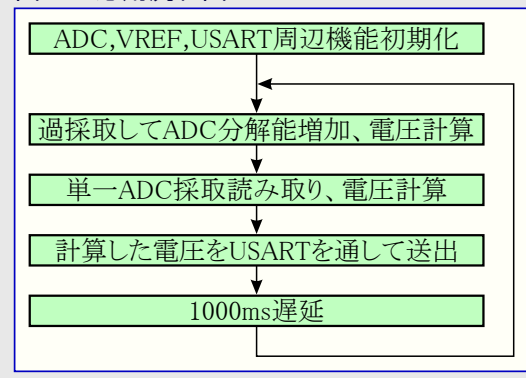 ADC,VREF,USART周辺機能初期化
過採取してADC分解能増加、電圧計算
単一ADC採取読み取り、電圧計算
計算した電圧をUSARTを通して送出
1000ms遅延